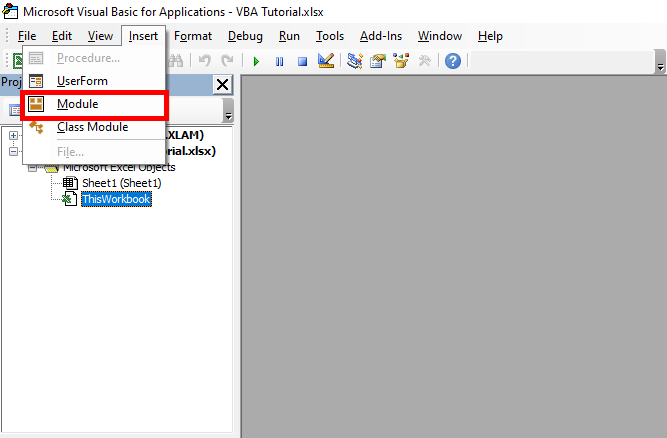 Microsoft Visual Basic for Applications - VBA Tutorial.xlsx
File Edit View Insert Format Debug Run Tools Add-Ins Window Help
Procedure...
UserForm
Module
Class Module
File...
Proj
.XLAM)
rial.xlsx)
Microsoft Excel Objects
Sheet1 (Sheet1)
ThisWorkbook